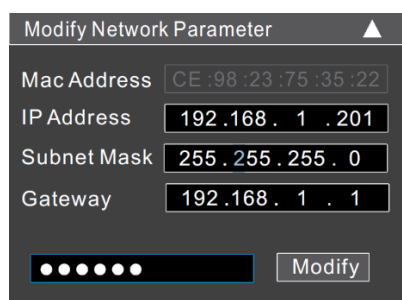 Modify Network Parameter
Mac Address CE:98:23:75:35:22
IP Address 192.168. 1 .201
Subnet Mask 255.255.255. 0
Gateway 192.168. 1 . 1
●●●●●● Modify